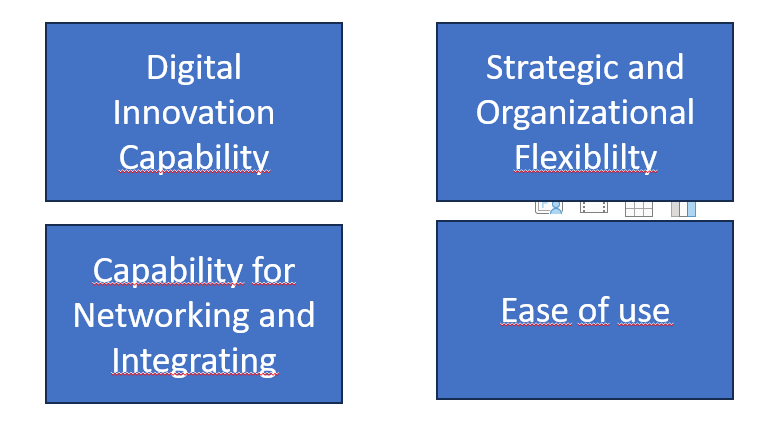 Digital
Innovation
Capability
Strategic and
Organizational
Flexiblilty
Capability for
Networking and
Integrating
Ease of use